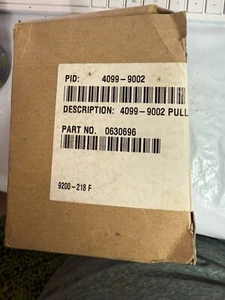 PID: 4099-9002
DESCRIPTION: 4099-9002 PULL
PART NO. 0630696
9200-218 F